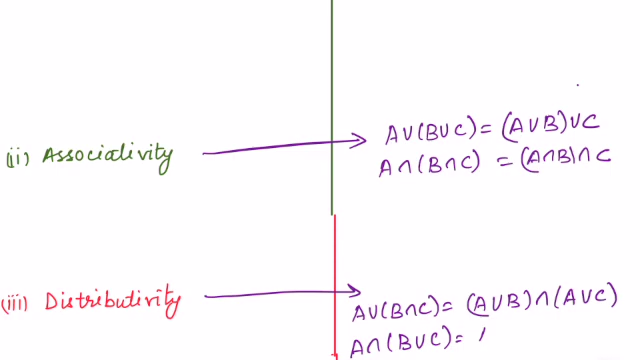 (ii) Associativity
A∪(B∪C) = (A∪B)∪C
A∩(B∩C) = (A∩B)∩C
(iii) Distributivity
A∪(B∩C) = (A∪B)∩(A∪C)
A∩(B∪C) =